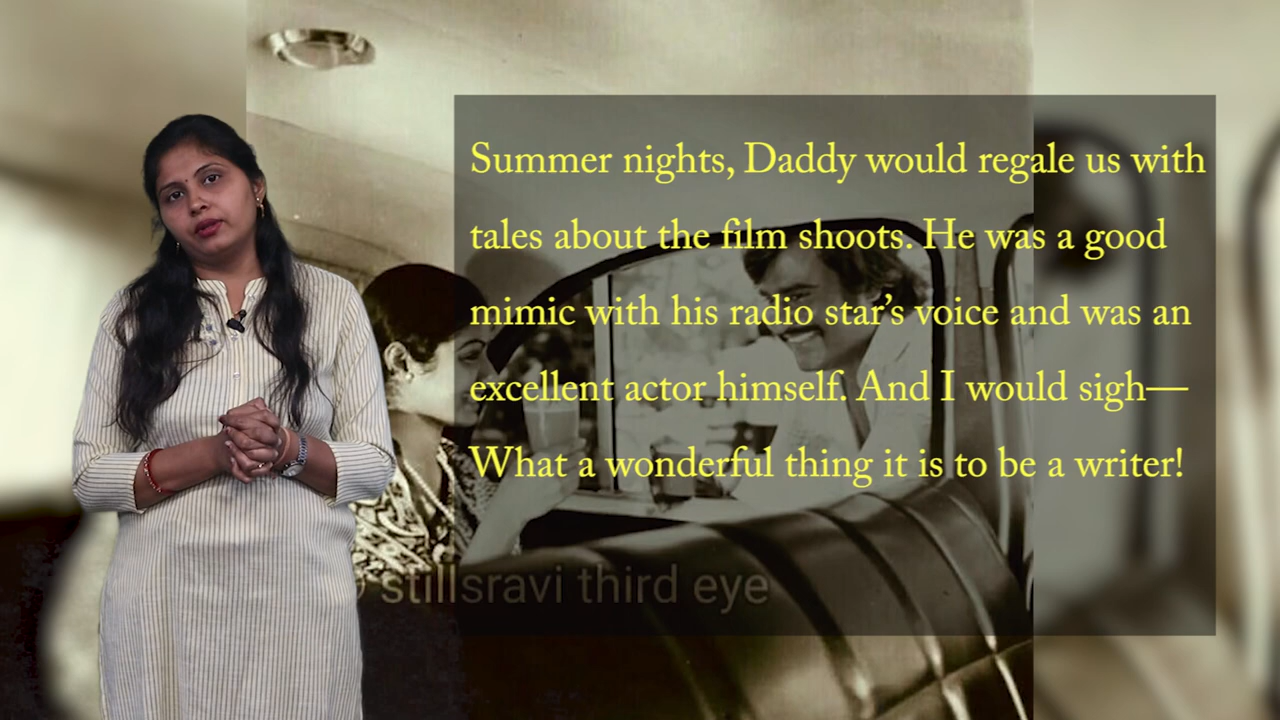 Summer nights, Daddy would regale us with
tales about the film shoots. He was a good
mimic with his radio star’s voice and was an
excellent actor himself. And I would sigh—
What a wonderful thing it is to be a writer!
stillsravi third eye